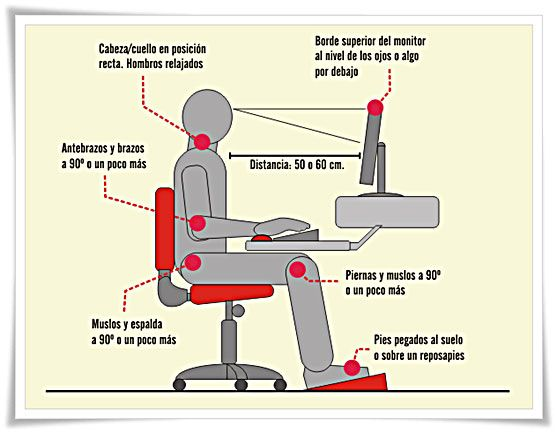 Cabeza/cuello en posición
recta. Hombros relajados
Borde superior del monitor
al nivel de los ojos o algo
por debajo
Antebrazos y brazos
a 90º o un poco más
Distancia: 50 o 60 cm.
Piernas y muslos a 90º
o un poco más
Muslos y espalda
a 90º o un poco más
Pies pegados al suelo
o sobre un reposapies